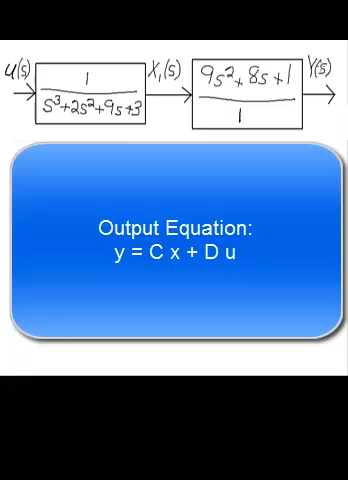 U(s) X₁(s) Y(s)
1 9s²+8s+1
s³+2s²+9s+3 1
Output Equation:
y = C x + D u